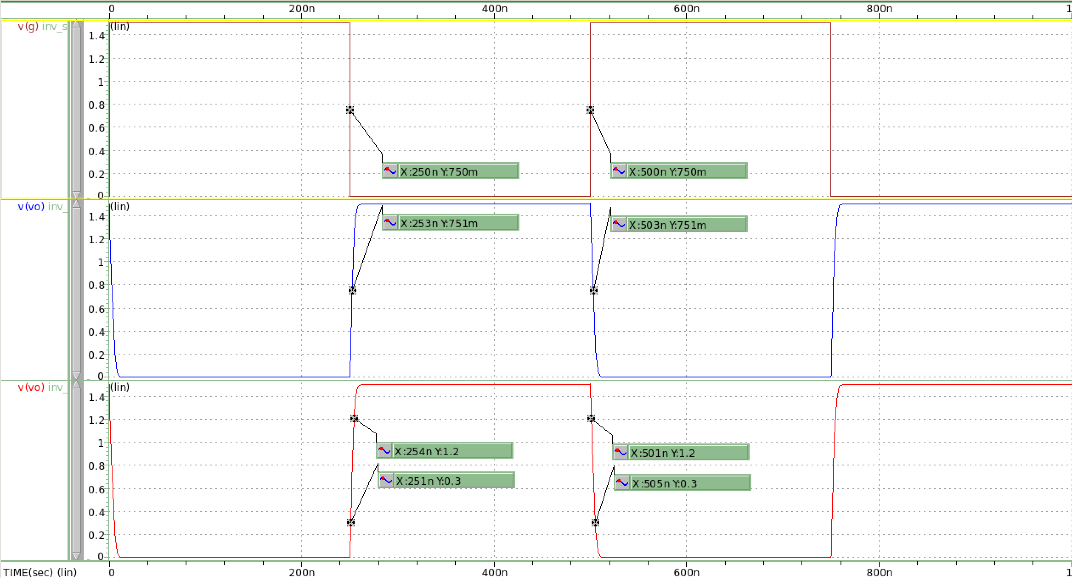 0 200n 400n 600n 800n 1
v(g) inv_s (lin)
1.4
1.2
1
0.8
0.6
0.4
0.2
0
X:250n Y:750m X:500n Y:750m
v(vo) inv_ (lin)
1.4
1.2
1
0.8
0.6
0.4
0.2
0
X:253n Y:751m X:503n Y:751m
v(vo) inv_ (lin)
1.4
1.2
1
0.8
0.6
0.4
0.2
0
X:254n Y:1.2 X:501n Y:1.2
X:251n Y:0.3 X:505n Y:0.3
TIME(sec) (lin) 0 200n 400n 600n 800n 1